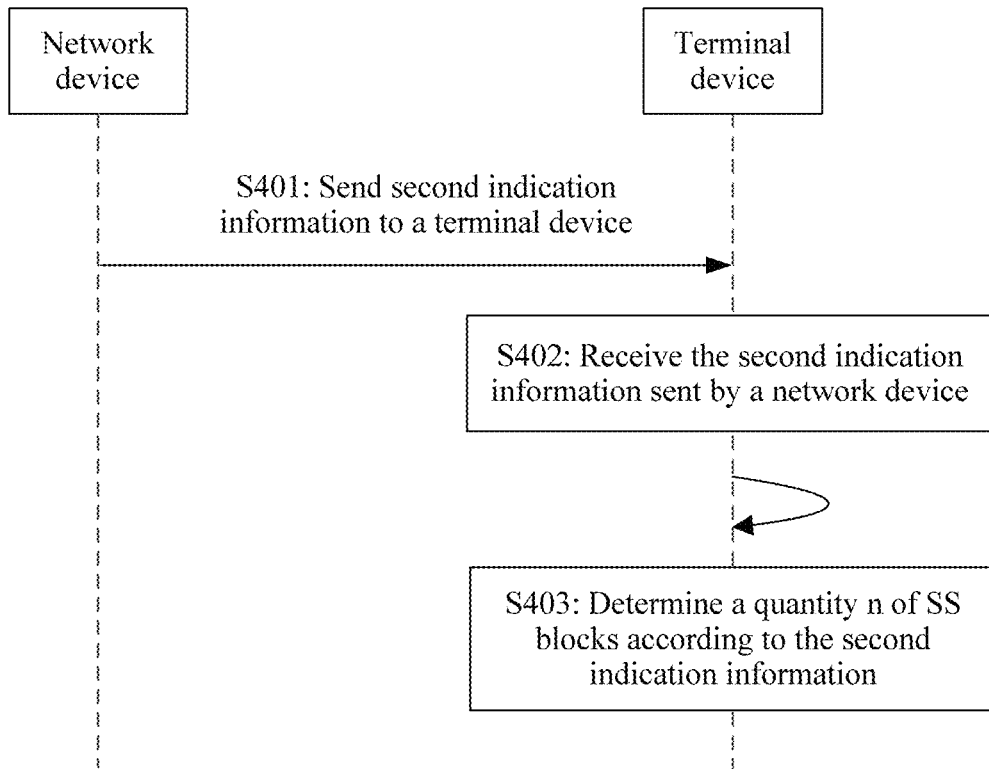 Network
device
Terminal
device
S401: Send second indication
information to a terminal device
S402: Receive the second indication
information sent by a network device
S403: Determine a quantity n of SS
blocks according to the second
indication information